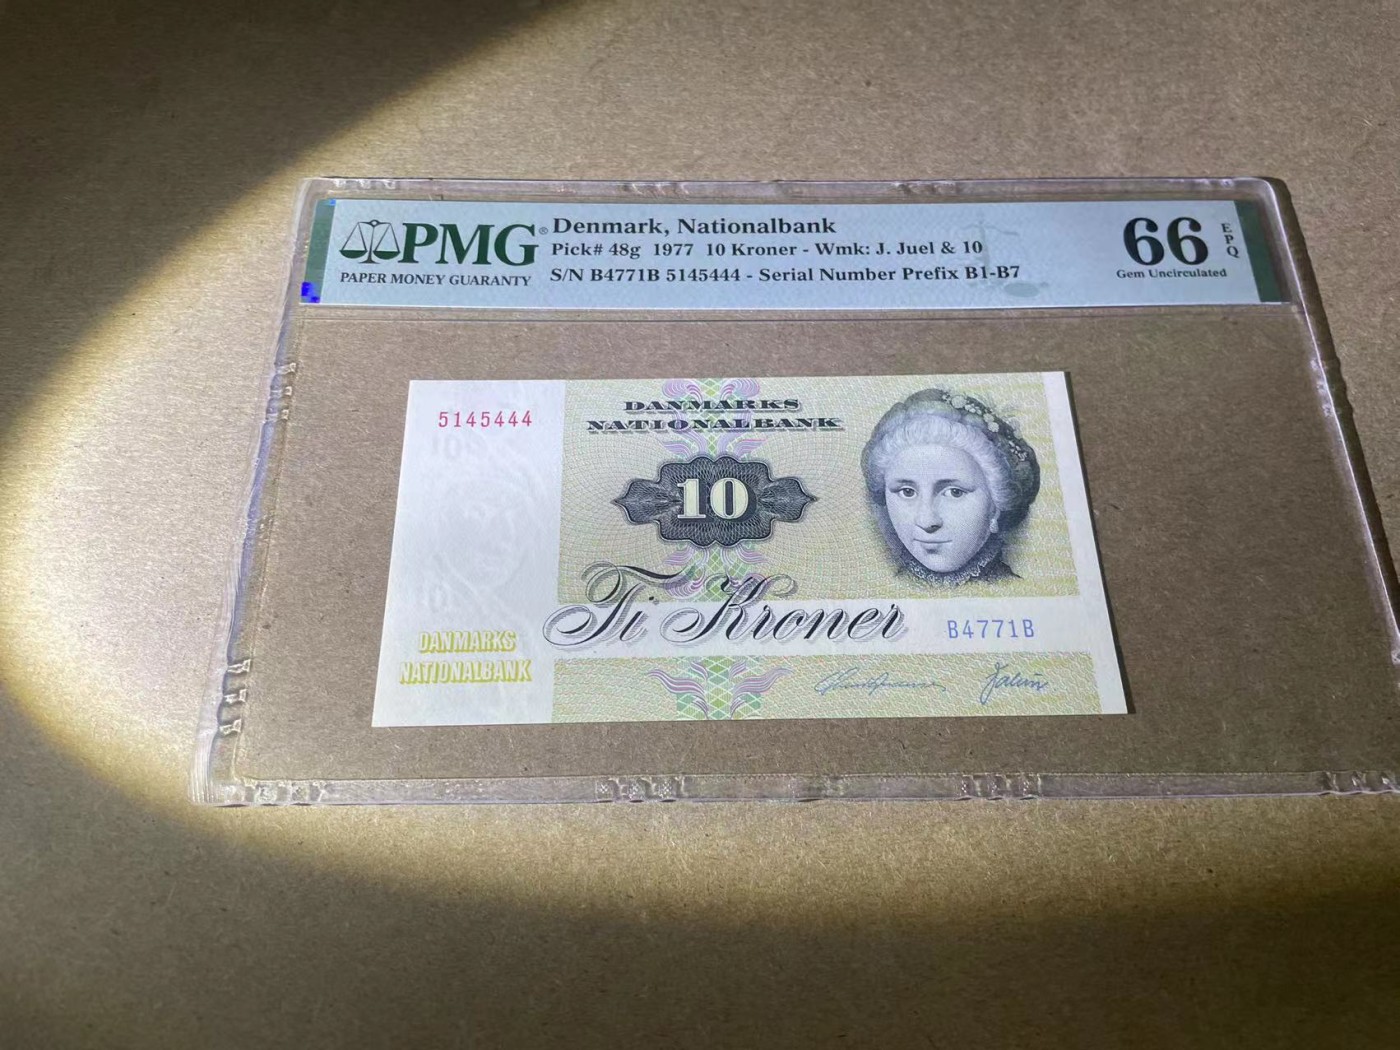 PMG®
PAPER MONEY GUARANTY
Denmark, Nationalbank
Pick# 48g 1977 10 Kroner - Wmk: J. Juel & 10
S/N B4771B 5145444 - Serial Number Prefix B1-B7
66
EPQ
Gem Uncirculated
5145444
DANMARKS
NATIONALBANK
10
Ti Kroner
B4771B
DANMARKS
NATIONALBANK